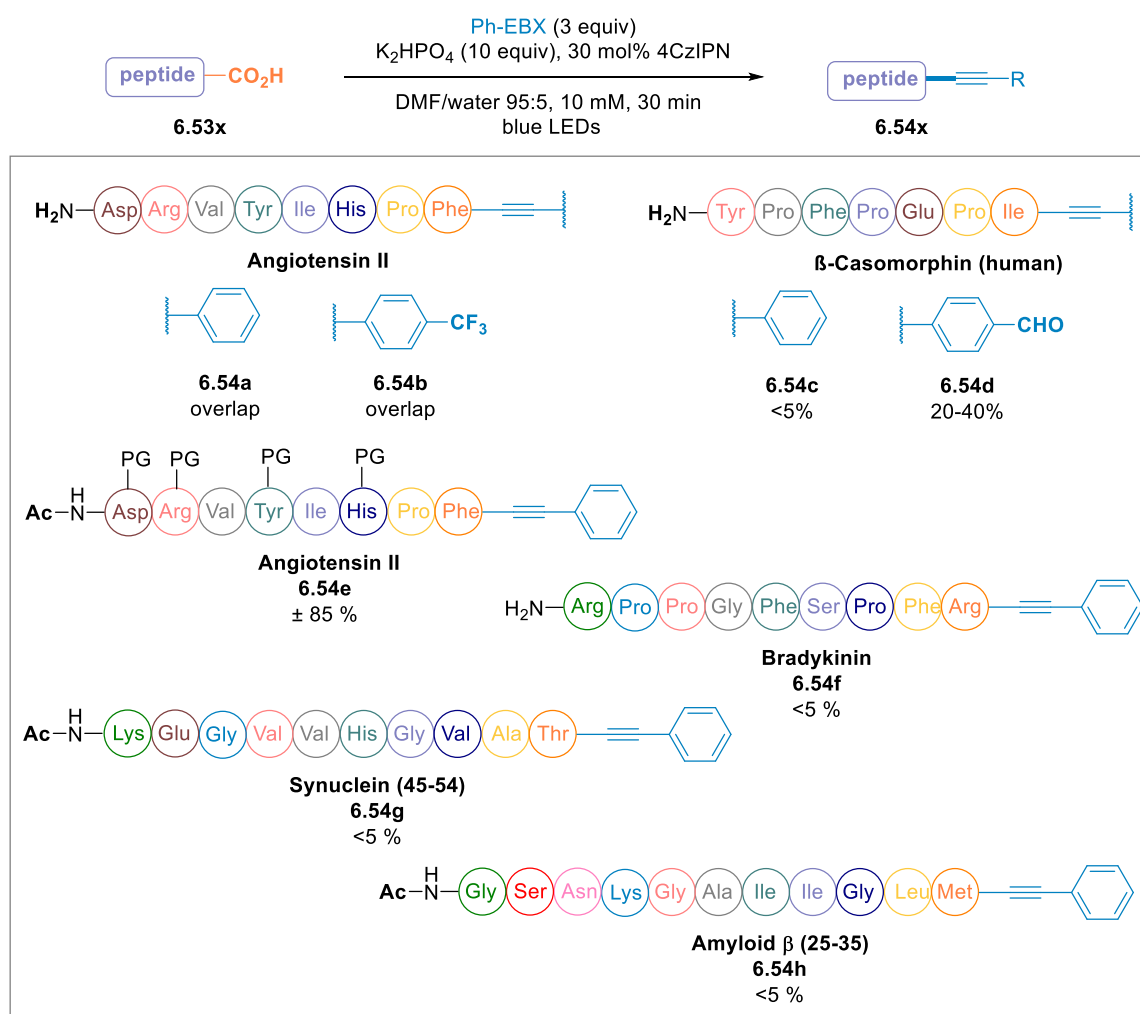 Ph-EBX (3 equiv)
K2HPO4 (10 equiv), 30 mol% 4CzIPN
peptide CO2H
DMF/water 95:5, 10 mM, 30 min
blue LEDs
peptide R
6.53x
6.54x
H2N Asp Arg Val Tyr Ile His Pro Phe
Angiotensin II
H2N Tyr Pro Phe Pro Glu Pro Ile
ß-Casomorphin (human)
CF3
6.54a
overlap
6.54b
overlap
CHO
6.54c
<5%
6.54d
20-40%
PG PG PG PG
H
Ac N Asp Arg Val Tyr Ile His Pro Phe
Angiotensin II
6.54e
± 85 %
H2N Arg Pro Pro Gly Phe Ser Pro Phe Arg
Bradykinin
6.54f
<5 %
H
Ac N Lys Glu Gly Val Val His Gly Val Ala Thr
Synuclein (45-54)
6.54g
<5 %
H
Ac N Gly Ser Asn Lys Gly Ala Ile Ile Gly Leu Met
Amyloid β (25-35)
6.54h
<5 %